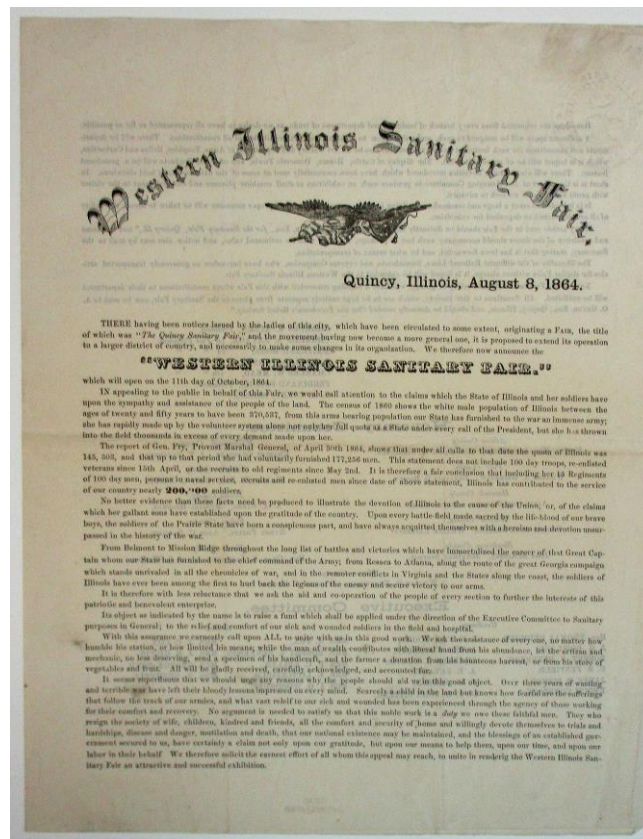 Western Illinois Sanitary Fair.
Quincy, Illinois, August 8, 1864.
THERE having been notices issued by the ladies of this city, which have been circulated to some extent, originating a FAIR, the title
of which was "The Quincy Sanitary Fair," and the movement having now become a more general one, it is proposed to extend its operation
to a larger district of country, and necessarily to make some changes in its organization. We therefore now announce the
"WESTERN ILLINOIS SANITARY FAIR."
which will open on the 11th day of October, 1864.
IN appealing to the public in behalf of this Fair, we would call attention to the claims which the State of Illinois and her soldiers have
upon the sympathy and assistance of the people of the land. The census of 1860 shows the white male population of Illinois between the
ages of twenty and fifty years to have been 370,537, from this arms bearing population our State has furnished to the war an immense army;
she has rapidly made up by the volunteer system alone not only her full quota as a State under every call of the President, but she has thrown
into the field thousands in excess of every demand made upon her.
The report of Gen. Fry, Provost Marshal General, of April 30th 1864, shows that under all calls to that date the quota of Illinois was
145, 503, and that up to that period she had voluntarily furnished 177,256 men. This statement does not include 100 day troops, re-enlisted
veterans since 15th April, or the recruits to old regiments since May 2nd. It is therefore a fair conclusion that including her Regiments
of 100 day men, persons in naval service, recruits and re-enlisted men since date of above statement, Illinois has contributed to the service
of our country nearly soldiers,
No better evidence than these facts need be produced to illustrate the devotion of Illinois to the cause of the Union, or, of the claims
which her gallant sons have established upon the gratitude of the country. Upon every battle field made sacred by the life-blood of our brave
boys, the soldiers of the Prairie State have born a conspicuous part, and have always acquitted themselves with a heroism and devotion unsur-
passed in the history of the war.
From Belmont to Mission Ridge throughout the long list of battles and victories which have immortalised the career of that Great Cap-
tain whom our State has furnished to the chief command of the Army; from Resaca to Atlanta, along the route of the great Georgia campaign
which stands unrivaled in all the chronicles of war, and in the remoter conflicts in Virginia and the States along the coast, the soldiers of
Illinois have ever been among the first to hurl back the legions of the enemy and secure victory to our arms.
It is therefore with less reluctance that we ask the aid and co-operation of the people of every section to further the interests of this
patriotic and benevolent enterprize.
Its object as indicated by the name is to raise a fund which shall be applied under the direction of the Executive Committee to Sanitary
purposes in General; to the relief and comfort of our sick and wounded soldiers in the field and hospital.
With this assurance we earnestly call upon ALL to unite with us in this good work. We ask the assistance of every one, no matter how
humble his station, or how limited his means; while the man of wealth contributes with liberal hand from his abundance, let the artizan and
mechanic, no less deserving, send a specimen of his handicraft, and the farmer a donation from his bounteous harvest, or from his store of
vegetables and fruit. All will be gladly received, carefully acknowledged, and accounted for.
It seems superfluous that we should urge any reasons why the people should aid us in this good object. Over three years of wasting
and terrible war have left their bloody lessons impressed on every mind. Scarcely a child in the land but knows how fearful are the sufferings
that follow the track of our armies, and what vast relief to our sick and wounded has been experienced through the agency of those working
for their comfort and recovery. No argument is needed to satisfy us that this noble work is a duty we owe these faithful men. They who
resign the society of wife, children, kindred and friends, all the comfort and security of home and willingly devote themselves to trials and
hardships, disease and danger, mutilation and death, that our national existence may be maintained, and the blessings of an established gov-
ernment secured to us, have certainly a claim not only upon our gratitude, but upon our means to help them, upon our time, and upon our
labor in their behalf We therefore solicit the earnest effort of all whom this appeal may reach, to unite in renderig the Western Illinois San-
itary Fair an attractive and successful exhibition.